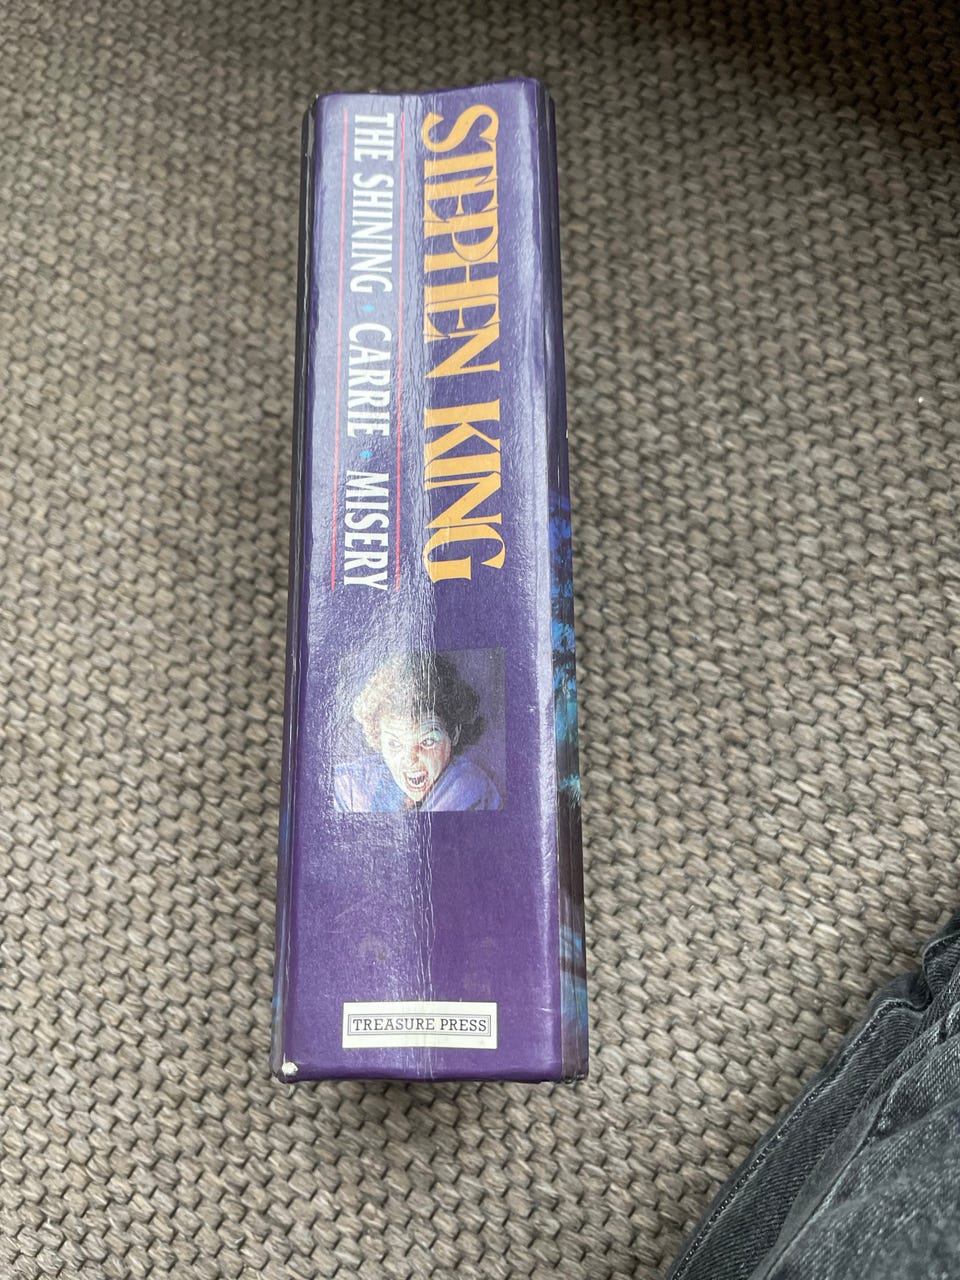 STEPHEN KING
THE SHINING • CARRIE • MISERY
TREASURE PRESS